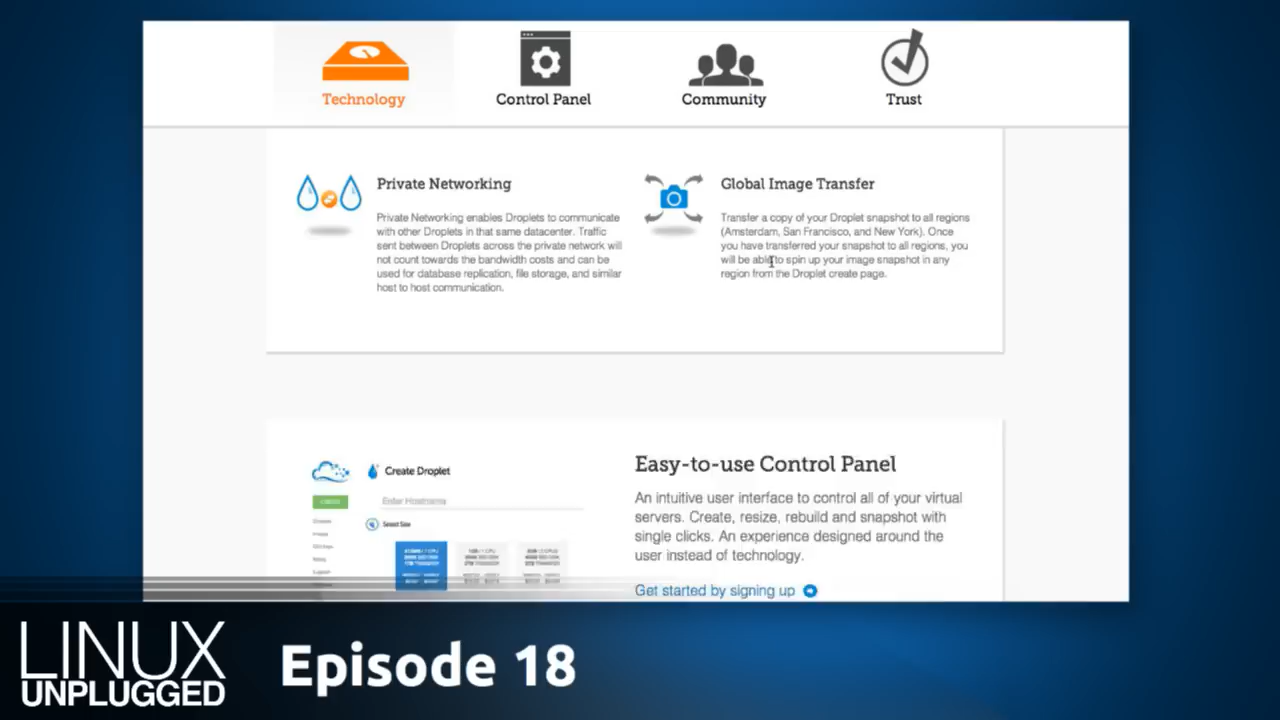 Technology
Control Panel
Community
Trust
Private Networking
Private Networking enables Droplets to communicate
with other Droplets in that same datacenter. Traffic
sent between Droplets across the private network will
not count towards the bandwidth costs and can be
used for database replication, file storage, and similar
host to host communication.
Global Image Transfer
Transfer a copy of your Droplet snapshot to all regions
(Amsterdam, San Francisco, and New York). Once
you have transferred your snapshot to all regions, you
will be able to spin up your image snapshot in any
region from the Droplet create page.
Create Droplet
Enter Hostname
Select Size
Easy-to-use Control Panel
An intuitive user interface to control all of your virtual
servers. Create, resize, rebuild and snapshot with
single clicks. An experience designed around the
user instead of technology.
Get started by signing up
LINUX
UNPLUGGED
Episode 18